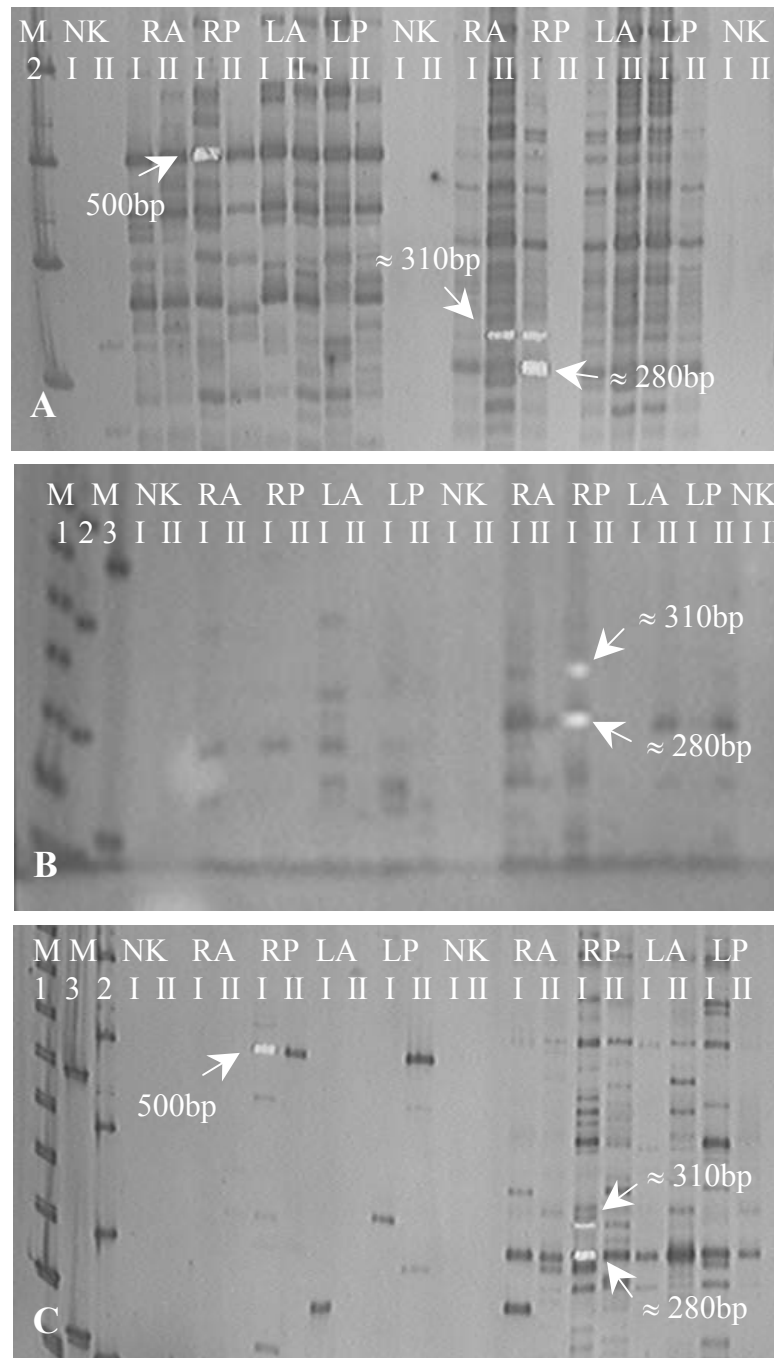 M NK RA RP LA LP NK RA RP LA LP NK
2 I II I II I II I II I II I II I II I II I II I II I II
500bp
≈ 310bp
≈ 280bp
A
M M NK RA RP LA LP NK RA RP LA LP NK
1 2 3 I II I II I II I II I II I II I II I II I II I II I II
≈ 310bp
≈ 280bp
B
M M NK RA RP LA LP NK RA RP LA LP
1 3 2 I II I II I II I II I II I II I II I II I II I II
500bp
≈ 310bp
≈ 280bp
C